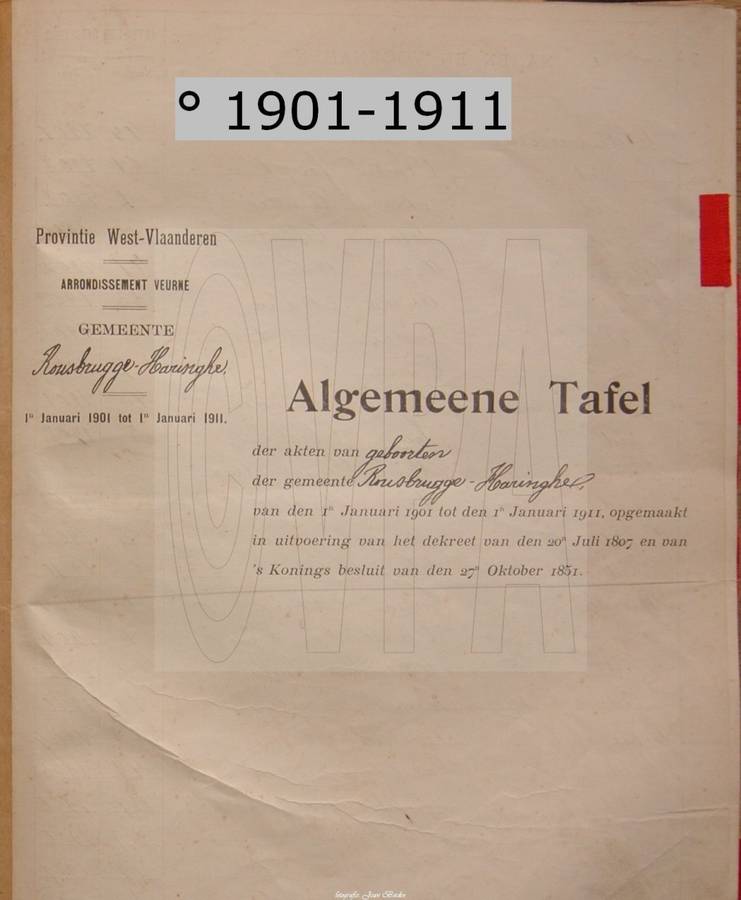 ° 1901-1911
Provintie West-Vlaanderen
ARRONDISSEMENT VEURNE
GEMEENTE
Rousbrugge-Haringhe.
1n Januari 1901 tot 1n Januari 1911.
Algemeene Tafel
der akten van geboorten
der gemeente Rousbrugge-Haringhe,
van den 1n Januari 1901 tot den 1n Januari 1911, opgemaakt
in uitvoering van het dekreet van den 20n Juli 1807 en van
's Konings besluit van den 27n Oktober 1851.
CVPA